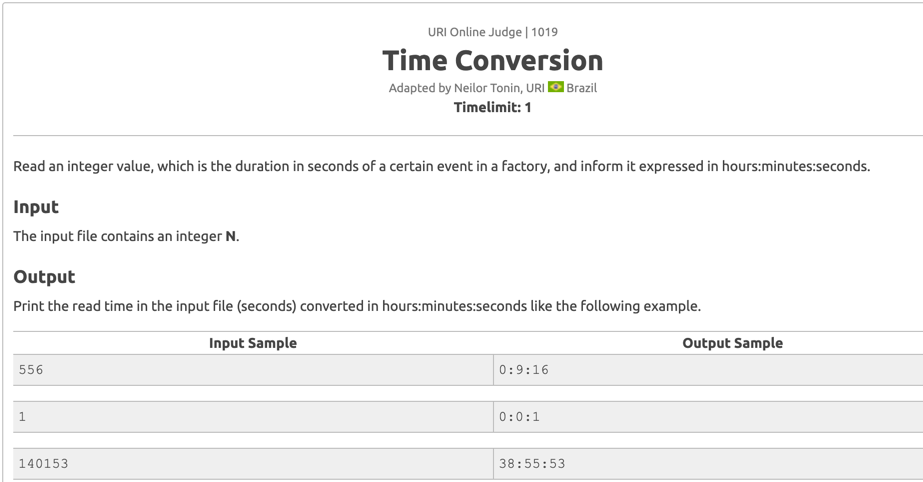 URI Online Judge | 1019
Time Conversion
Adapted by Neilor Tonin, URI Brazil
Timelimit: 1
Read an integer value, which is the duration in seconds of a certain event in a factory, and inform it expressed in hours:minutes:seconds.
Input
The input file contains an integer N.
Output
Print the read time in the input file (seconds) converted in hours:minutes:seconds like the following example.
Input Sample Output Sample
556 0:9:16
1 0:0:1
140153 38:55:53